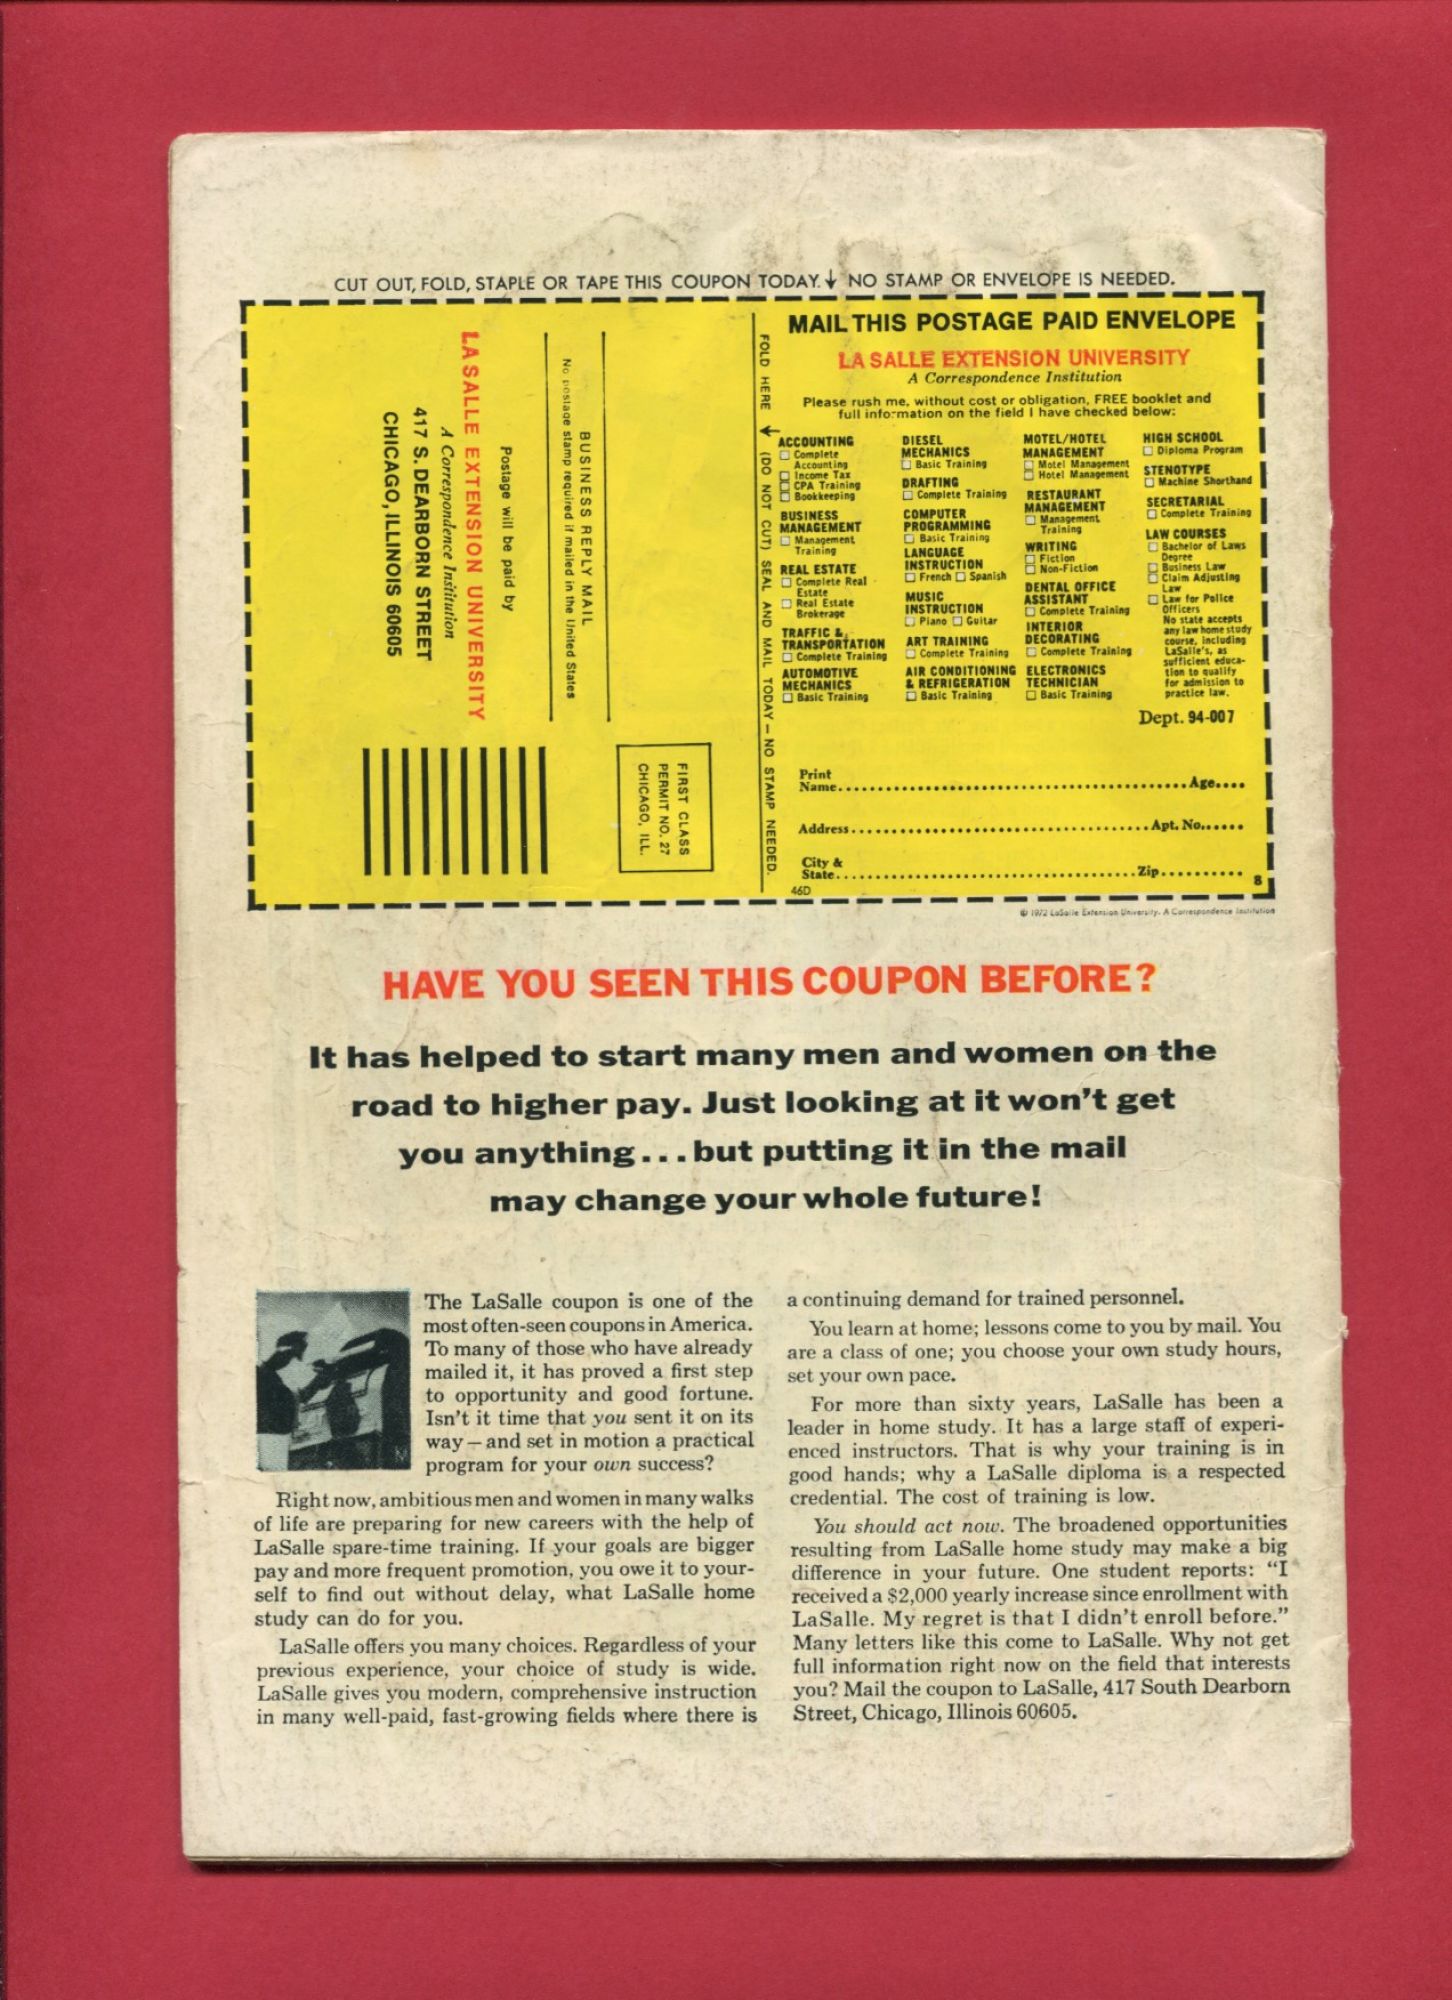 CUT OUT, FOLD, STAPLE OR TAPE THIS COUPON TODAY. ↓ NO STAMP OR ENVELOPE IS NEEDED.
LASALLE EXTENSION UNIVERSITY
A Correspondence Institution
417 S. DEARBORN STREET
CHICAGO, ILLINOIS 60605
Postage will be paid by
No postage stamp required if mailed in the United States
BUSINESS REPLY MAIL
FIRST CLASS
PERMIT NO. 27
CHICAGO, ILL.
FOLD HERE ← (DO NOT CUT) SEAL AND MAIL TODAY — NO STAMP NEEDED.
MAIL THIS POSTAGE PAID ENVELOPE
LA SALLE EXTENSION UNIVERSITY
A Correspondence Institution
Please rush me, without cost or obligation, FREE booklet and
full information on the field I have checked below:
ACCOUNTING
□ Complete
Accounting
□ Income Tax
□ CPA Training
□ Bookkeeping
BUSINESS
MANAGEMENT
□ Management
Training
REAL ESTATE
□ Complete Real
Estate
□ Real Estate
Brokerage
TRAFFIC &
TRANSPORTATION
□ Complete Training
AUTOMOTIVE
MECHANICS
□ Basic Training
DIESEL
MECHANICS
□ Basic Training
DRAFTING
□ Complete Training
COMPUTER
PROGRAMMING
□ Basic Training
LANGUAGE
INSTRUCTION
□ French □ Spanish
MUSIC
INSTRUCTION
□ Piano □ Guitar
ART TRAINING
□ Complete Training
AIR CONDITIONING
& REFRIGERATION
□ Basic Training
MOTEL/HOTEL
MANAGEMENT
□ Motel Management
□ Hotel Management
RESTAURANT
MANAGEMENT
□ Management
Training
WRITING
□ Fiction
□ Non-Fiction
DENTAL OFFICE
ASSISTANT
□ Complete Training
INTERIOR
DECORATING
□ Complete Training
ELECTRONICS
TECHNICIAN
□ Basic Training
HIGH SCHOOL
□ Diploma Program
STENOTYPE
□ Machine Shorthand
SECRETARIAL
□ Complete Training
LAW COURSES
□ Bachelor of Laws
Degree
□ Business Law
□ Claim Adjusting
Law
□ Law for Police
Officers
No state accepts
any law home study
course, including
LaSalle's, as
sufficient educa-
tion to qualify
for admission to
practice law.
Dept. 94-007
Print
Name............................................Age....
Address......................................Apt. No......
City &
State......................................Zip..........
46D
8
© 1972 LaSalle Extension University. A Correspondence Institution
HAVE YOU SEEN THIS COUPON BEFORE?
It has helped to start many men and women on the
road to higher pay. Just looking at it won't get
you anything...but putting it in the mail
may change your whole future!
The LaSalle coupon is one of the
most often-seen coupons in America.
To many of those who have already
mailed it, it has proved a first step
to opportunity and good fortune.
Isn't it time that you sent it on its
way — and set in motion a practical
program for your own success?
Right now, ambitious men and women in many walks
of life are preparing for new careers with the help of
LaSalle spare-time training. If your goals are bigger
pay and more frequent promotion, you owe it to your-
self to find out without delay, what LaSalle home
study can do for you.
LaSalle offers you many choices. Regardless of your
previous experience, your choice of study is wide.
LaSalle gives you modern, comprehensive instruction
in many well-paid, fast-growing fields where there is
a continuing demand for trained personnel.
You learn at home; lessons come to you by mail. You
are a class of one; you choose your own study hours,
set your own pace.
For more than sixty years, LaSalle has been a
leader in home study. It has a large staff of experi-
enced instructors. That is why your training is in
good hands; why a LaSalle diploma is a respected
credential. The cost of training is low.
You should act now. The broadened opportunities
resulting from LaSalle home study may make a big
difference in your future. One student reports: “I
received a $2,000 yearly increase since enrollment with
LaSalle. My regret is that I didn't enroll before.”
Many letters like this come to LaSalle. Why not get
full information right now on the field that interests
you? Mail the coupon to LaSalle, 417 South Dearborn
Street, Chicago, Illinois 60605.